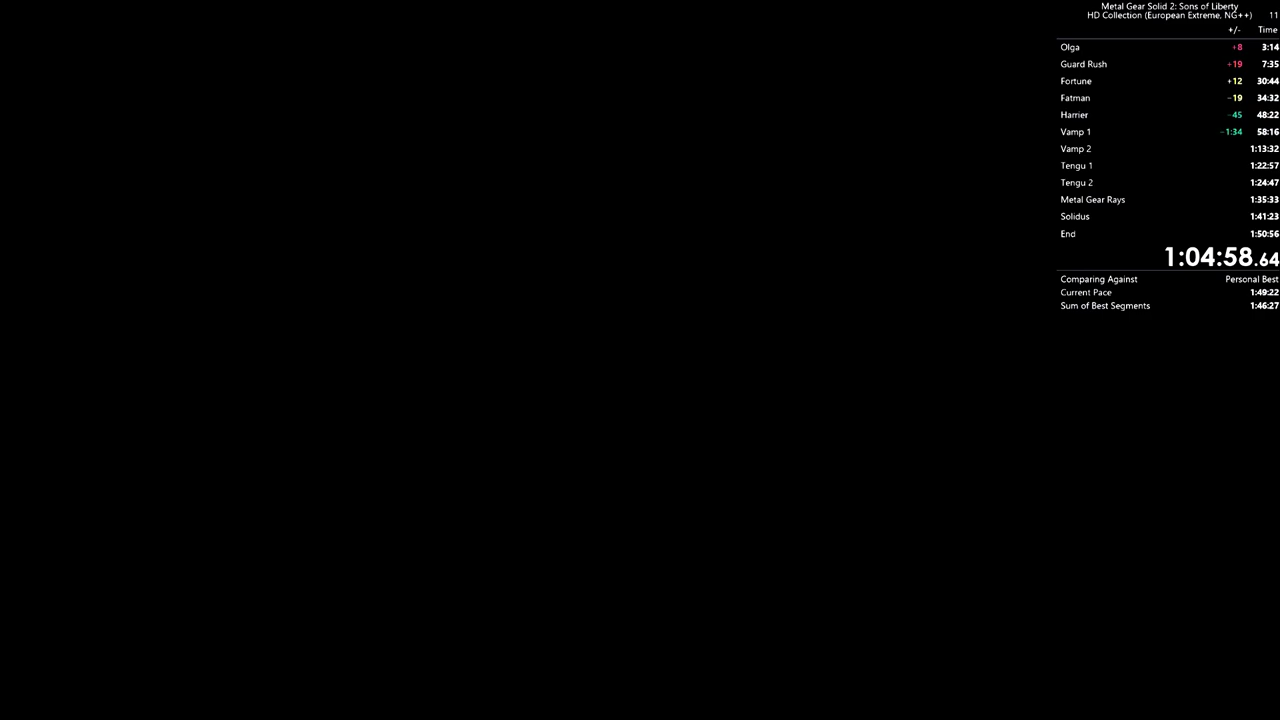 Metal Gear Solid 2: Sons of Liberty
HD Collection (European Extreme, NG++) 11
+/- Time
Olga +8 3:14
Guard Rush +19 7:35
Fortune +12 30:44
Fatman −19 34:32
Harrier −45 48:22
Vamp 1 −1:34 58:16
Vamp 2 1:13:32
Tengu 1 1:22:57
Tengu 2 1:24:47
Metal Gear Rays 1:35:33
Solidus 1:41:23
End 1:50:56
1:04:58.64
Comparing Against Personal Best
Current Pace 1:49:22
Sum of Best Segments 1:46:27